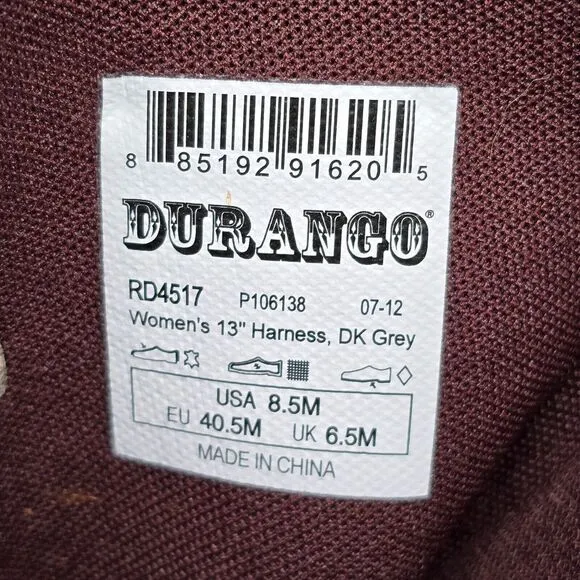 8 85192 91620 5
DURANGO®
RD4517 P106138 07-12
Women's 13" Harness, DK Grey
USA 8.5M
EU 40.5M UK 6.5M
MADE IN CHINA